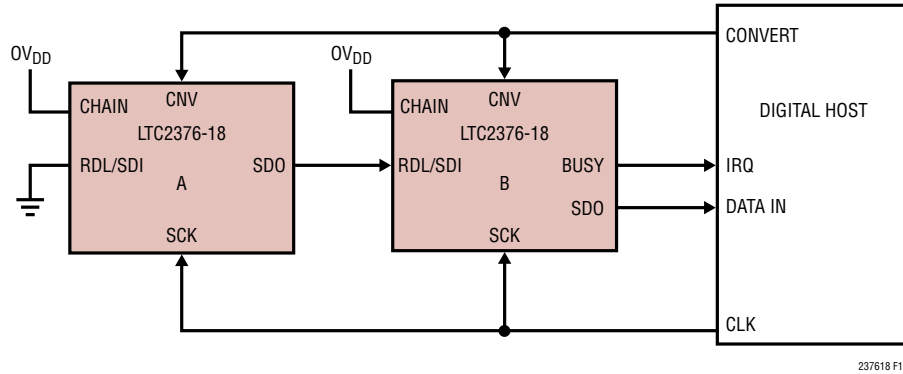 CONVERT
OVDD
OVDD
CHAIN
CNV
CHAIN
CNV
DIGITAL HOST
LTC2376-18
LTC2376-18
RDL/SDI
SDO
RDL/SDI
BUSY
IRQ
A
B
SDO
DATA IN
SCK
SCK
CLK
237618 F1